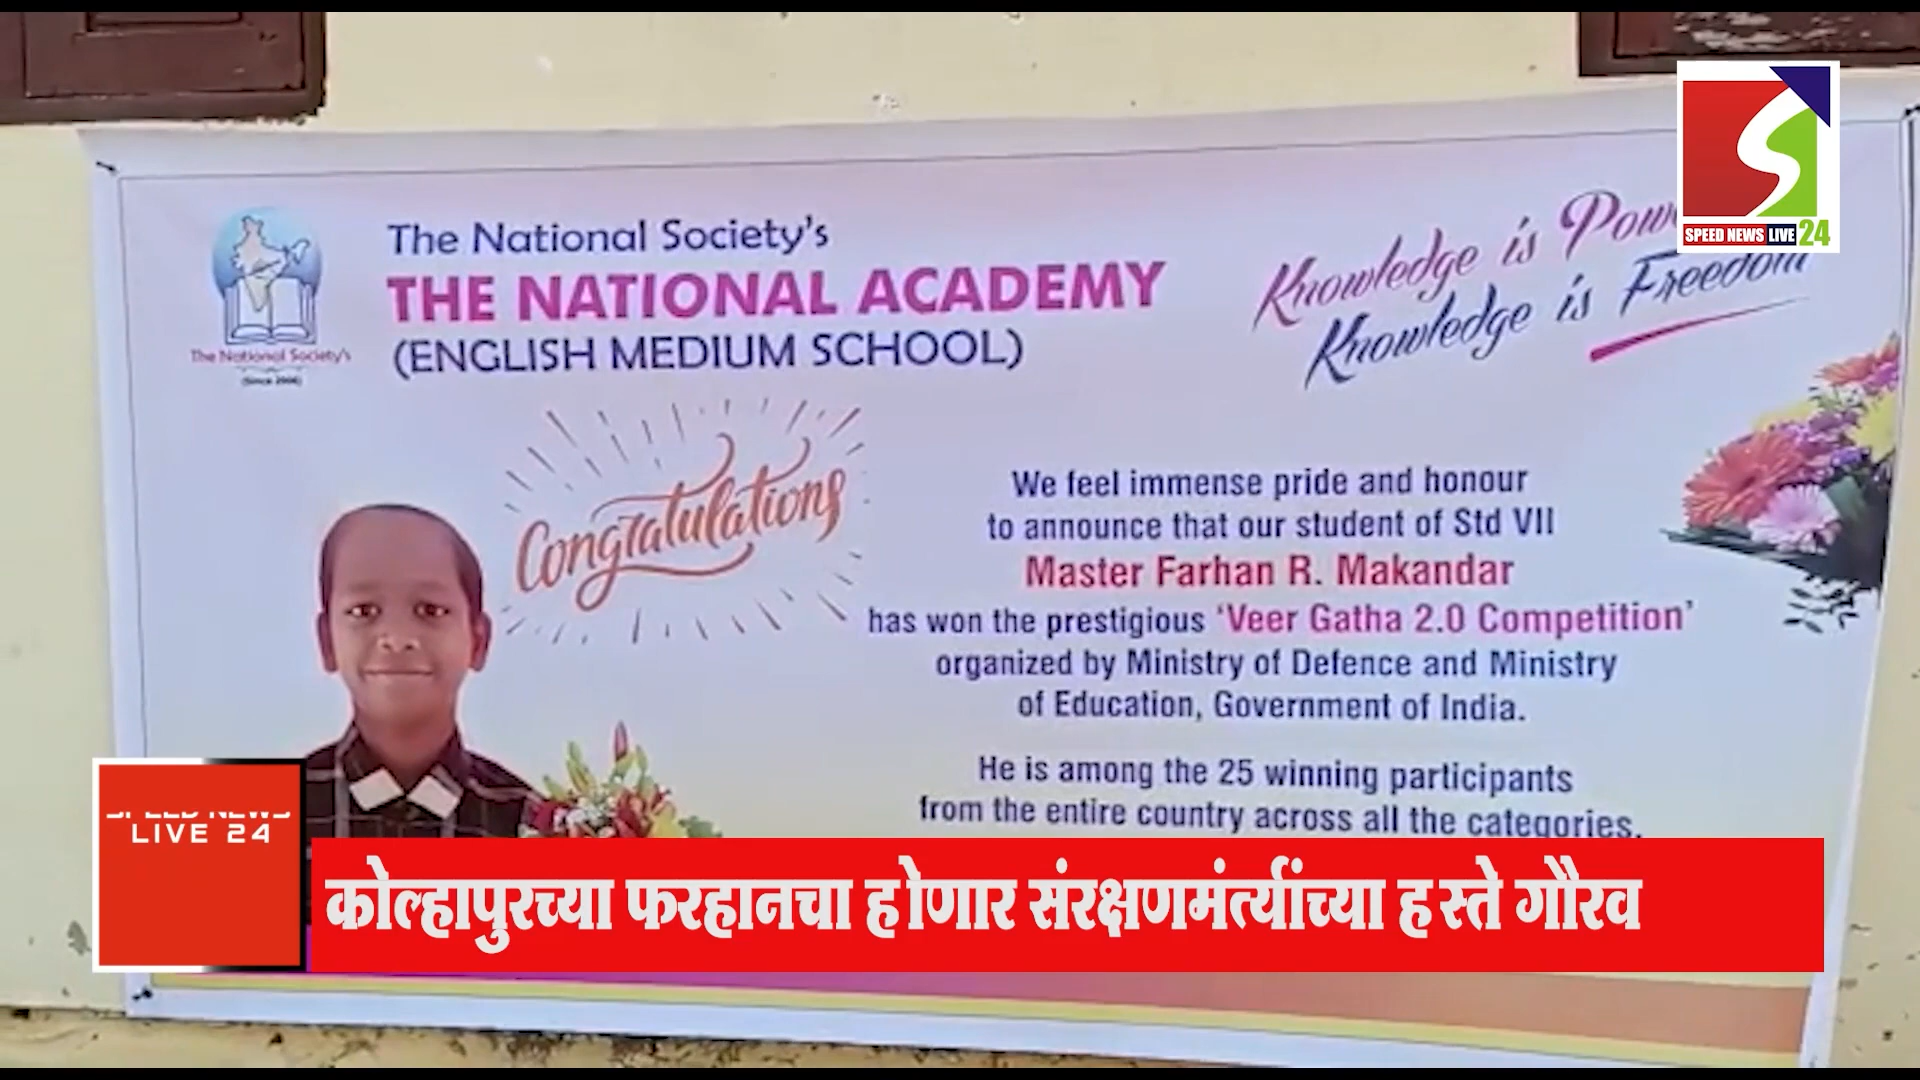 The National Society's
THE NATIONAL ACADEMY
(ENGLISH MEDIUM SCHOOL)
Knowledge is
Knowledge is Freedom
SPEED NEWS LIVE 24
The National Society's
(Since 2006)
Congratulations
We feel immense pride and honour
to announce that our student of Std VII
Master Farhan R. Makandar
has won the prestigious 'Veer Gatha 2.0 Competition'
organized by Ministry of Defence and Ministry
of Education, Government of India.
He is among the 25 winning participants
from the entire country across all the categories.
SPEED NEWS
LIVE 24
कोल्हापुरच्या फरहानचा होणार संरक्षणमंर्त्यांच्या हस्ते गौरव